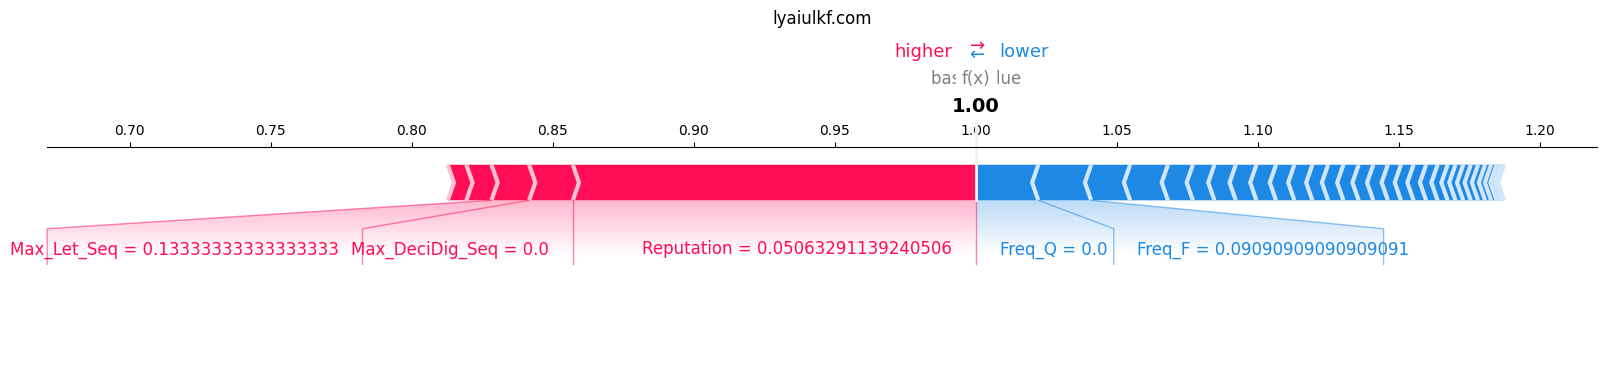 lyaiulkf.com
higher ⇄ lower
bas f(x) lue
1.00
0.70 0.75 0.80 0.85 0.90 0.95 1.00 1.05 1.10 1.15 1.20
Max_Let_Seq = 0.13333333333333333 Max_DeciDig_Seq = 0.0 Reputation = 0.05063291139240506 Freq_Q = 0.0 Freq_F = 0.09090909090909091